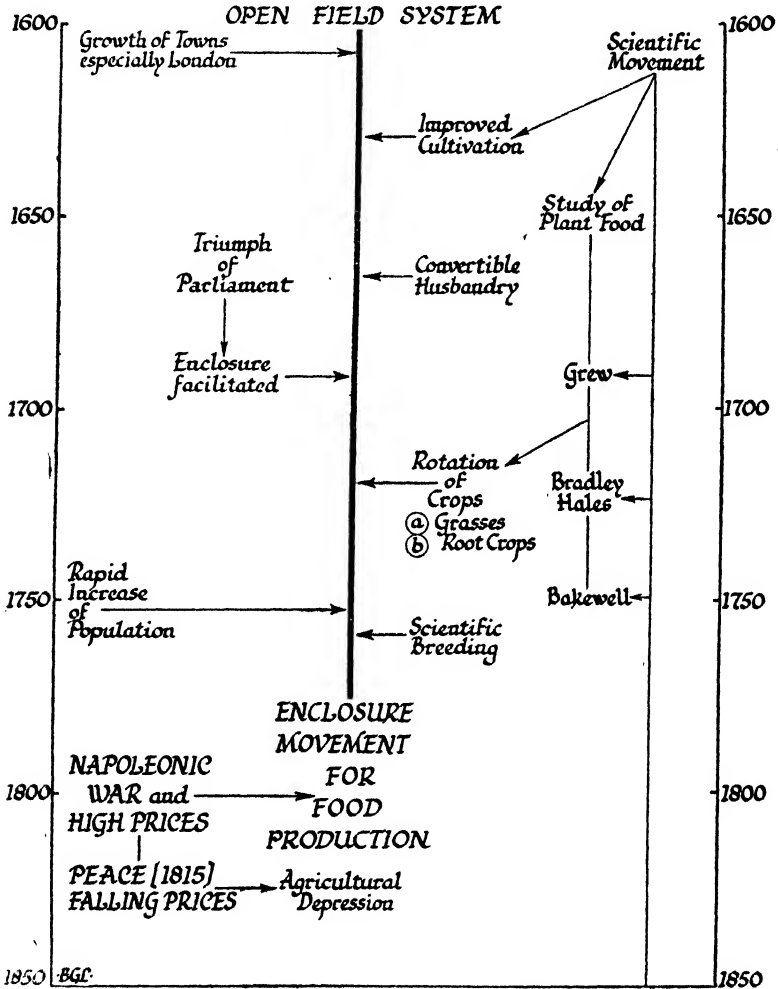 OPEN FIELD SYSTEM
1600
1600
Growth of Towns
especially London
Scientific
Movement
Improved
Cultivation
1650
1650
Study of
Plant Food
Triumph
of
Parliament
Convertible
Husbandry
Enclosure
facilitated
Grew
1700
1700
Rotation
of
Crops
a Grasses
b Root Crops
Bradley
Hales
Rapid
Increase
of
Population
1750
1750
Bakewell
Scientific
Breeding
ENCLOSURE
MOVEMENT
FOR
FOOD
PRODUCTION
NAPOLEONIC
WAR and
HIGH PRICES
1800
1800
PEACE [1815]
FALLING PRICES
Agricultural
Depression
1850
·BGL·
1850